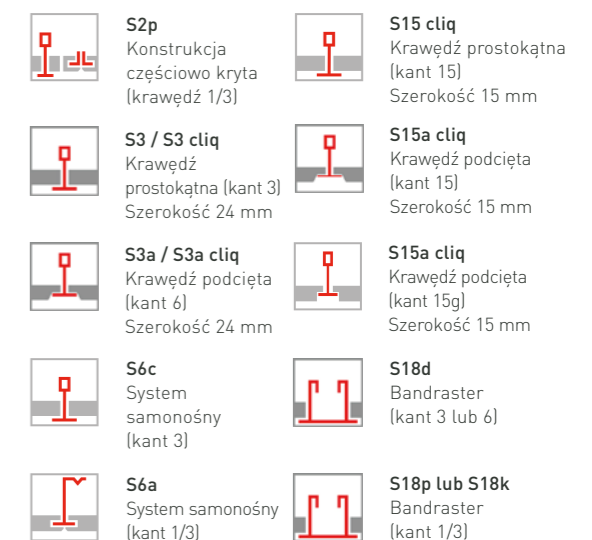 S2p
Konstrukcja
częściowo kryta
(krawędź 1/3)
S3 / S3 cliq
Krawędź
prostokątna (kant 3)
Szerokość 24 mm
S3a / S3a cliq
Krawędź podcięta
(kant 6)
Szerokość 24 mm
S6c
System
samonośny
(kant 3)
S6a
System samonośny
(kant 1/3)
S15 cliq
Krawędź prostokątna
(kant 15)
Szerokość 15 mm
S15a cliq
Krawędź podcięta
(kant 15)
Szerokość 15 mm
S15a cliq
Krawędź podcięta
(kant 15g)
Szerokość 15 mm
S18d
Bandraster
(kant 3 lub 6)
S18p lub S18k
Bandraster
(kant 1/3)